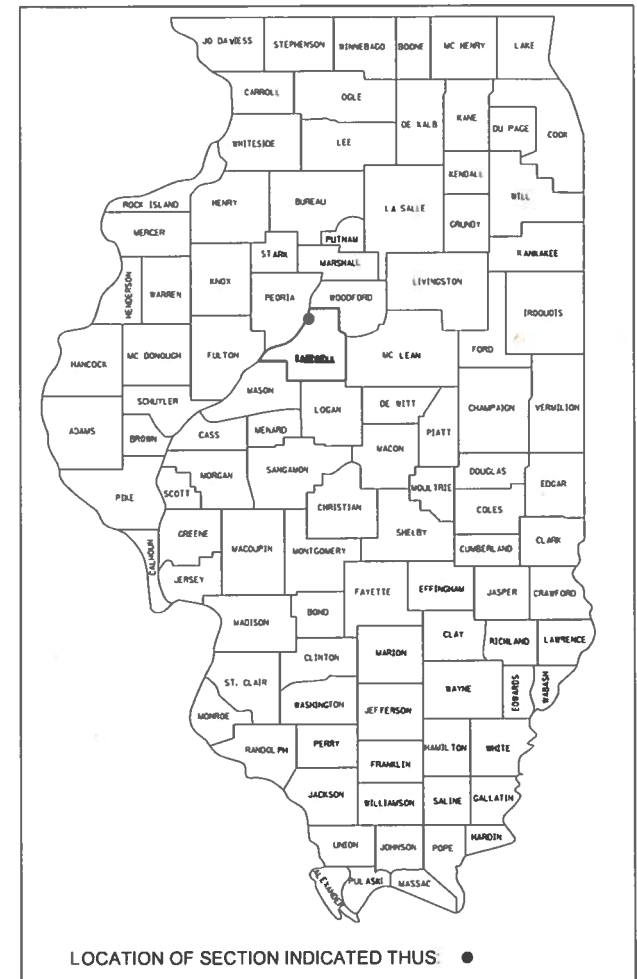 JO DAVIESS STEPHENSON WINNEBAGO BOONE MC HENRY LAKE
CARROLL OGLE DE KALB KANE DU PAGE COOK
WHITESIDE LEE
KENDALL WILL
ROCK ISLAND HENRY BUREAU LA SALLE GRUNDY
MERCER PUTNAM
STARK MARSHALL KANKAKEE
HENDERSON WARREN KNOX PEORIA WOODFORD LIVINGSTON IROQUOIS
HANCOCK MC DONOUGH FULTON TAZEWELL MC LEAN FORD
MASON
SCHUYLER LOGAN DE WITT CHAMPAIGN VERMILION
ADAMS BROWN CASS MENARD PIATT
MACON
PIKE SCOTT MORGAN SANGAMON MOULTRIE DOUGLAS EDGAR
CHRISTIAN COLES
CALHOUN GREENE MACOUPIN MONTGOMERY SHELBY CUMBERLAND CLARK
JERSEY
FAYETTE EFFINGHAM JASPER CRAWFORD
MADISON BOND
CLAY RICHLAND LAWRENCE
CLINTON MARION
ST. CLAIR WAYNE EDWARDS WABASH
WASHINGTON JEFFERSON
MONROE
RANDOLPH PERRY HAMILTON WHITE
FRANKLIN
JACKSON WILLIAMSON SALINE GALLATIN
HARDIN
UNION JOHNSON POPE
ALEXANDER PULASKI MASSAC
LOCATION OF SECTION INDICATED THUS: ●